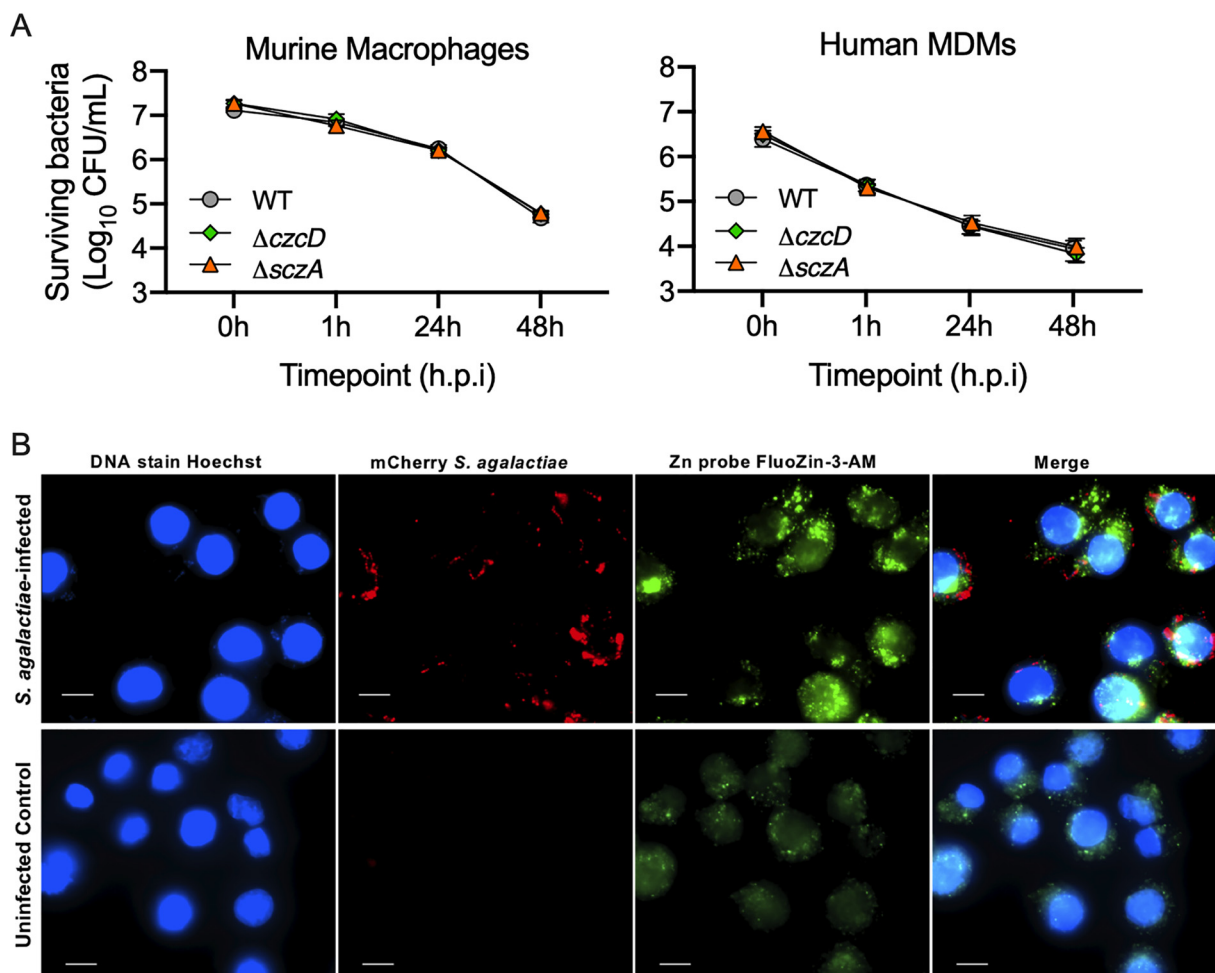 A
Murine Macrophages
Surviving bacteria
(Log10 CFU/mL)
8
7
6
5
4
3
WT
ΔczcD
ΔsczA
0h
1h
24h
48h
Timepoint (h.p.i)
Human MDMs
8
7
6
5
4
3
WT
ΔczcD
ΔsczA
0h
1h
24h
48h
Timepoint (h.p.i)
B
DNA stain Hoechst
mCherry S. agalactiae
Zn probe FluoZin-3-AM
Merge
S. agalactiae-infected
Uninfected Control